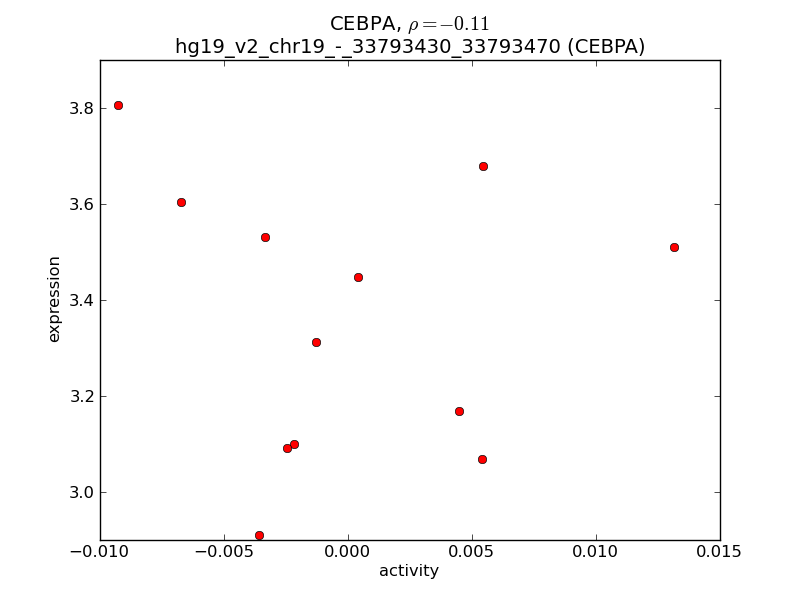 CEBPA, ρ = −0.11
hg19_v2_chr19_-_33793430_33793470 (CEBPA)
3.8
3.6
3.4
3.2
3.0
expression
−0.010
−0.005
0.000
0.005
0.010
0.015
activity